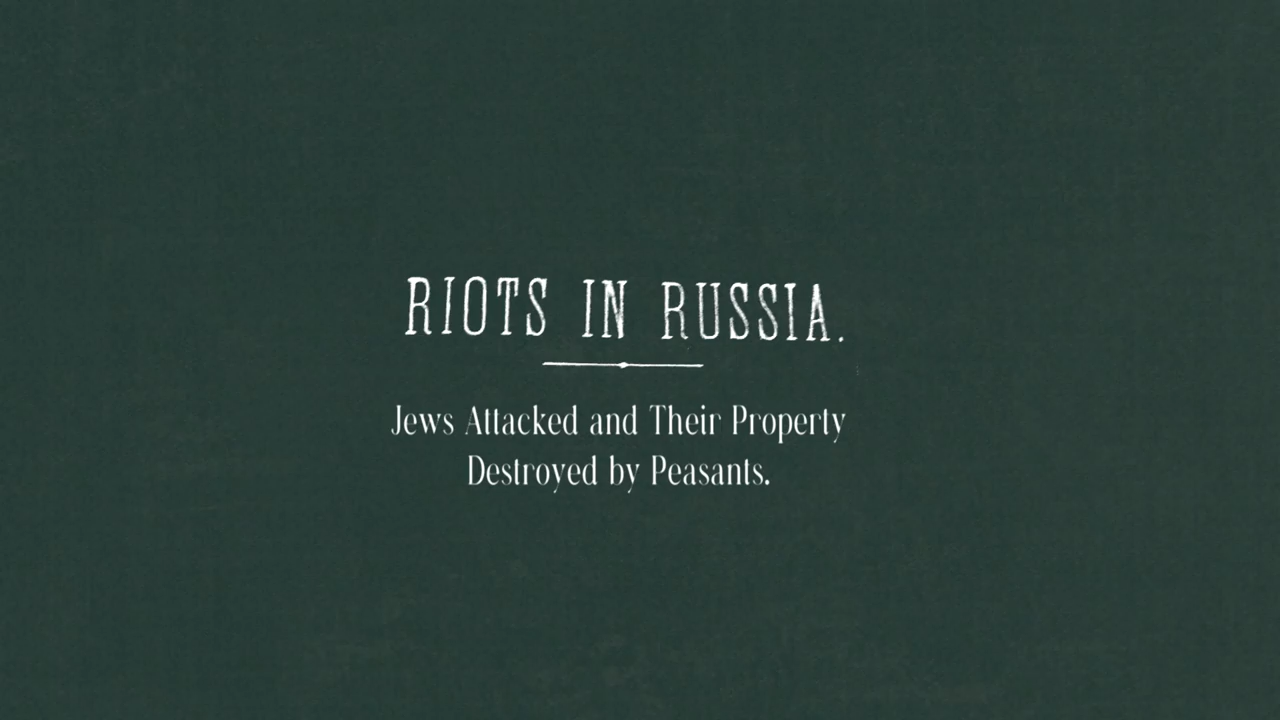 RIOTS IN RUSSIA.
Jews Attacked and Their Property
Destroyed by Peasants.